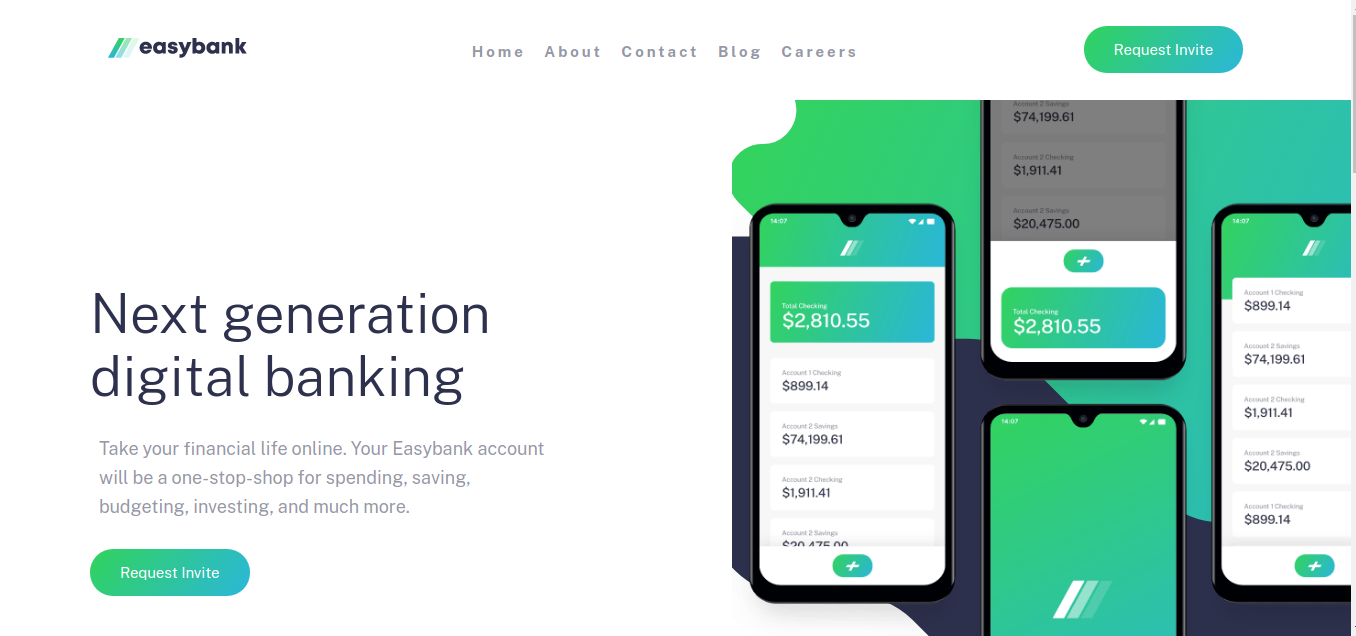 easybank
Home About Contact Blog Careers
Request Invite
Next generation
digital banking
Take your financial life online. Your Easybank account
will be a one-stop-shop for spending, saving,
budgeting, investing, and much more.
Request Invite
14:07
Total Checking
$2,810.55
Account 1 Checking
$899.14
Account 2 Savings
$74,199.61
Account 2 Checking
$1,911.41
Account 2 Savings
$20,475.00
Account 2 Savings
$74,199.61
Account 2 Checking
$1,911.41
Account 2 Savings
$20,475.00
Total Checking
$2,810.55
14:07
14:07
Account 1 Checking
$899.14
Account 2 Savings
$74,199.61
Account 2 Checking
$1,911.41
Account 2 Savings
$20,475.00
Account 1 Checking
$899.14